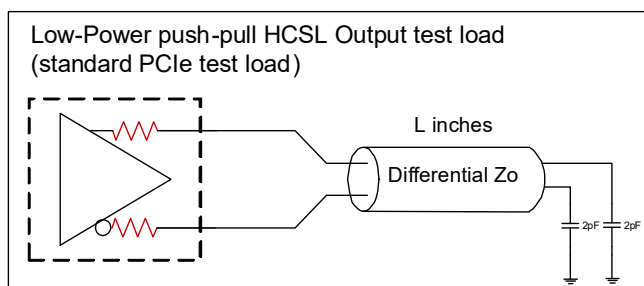 Low-Power push-pull HCSL Output test load
(standard PCIe test load)
L inches
Differential Zo
2pF
2pF